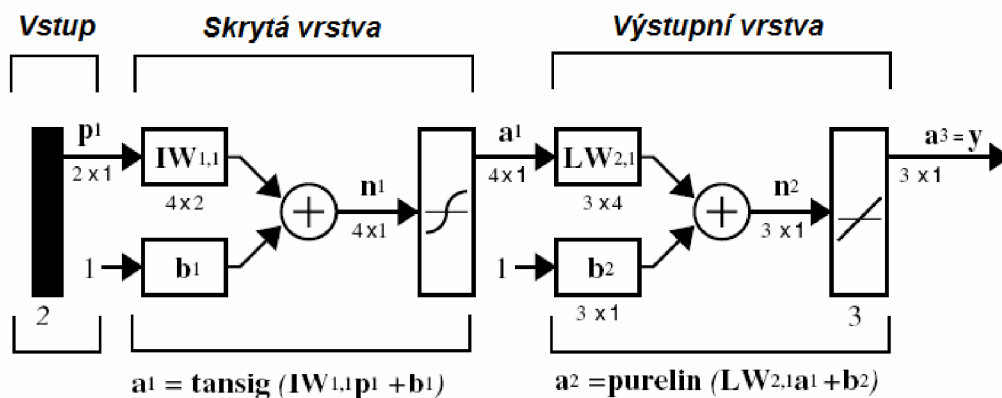 Vstup
Skrytá vrstva
Výstupní vrstva
p1
2 x 1
IW1,1
4 x 2
1
b1
n1
4 x 1
2
a1
4 x 1
LW2,1
3 x 4
1
b2
3 x 1
n2
3 x 1
3
a3 = y
3 x 1
a1 = tansig (IW1,1p1 +b1)
a2 =purelin (LW2,1a1 +b2)